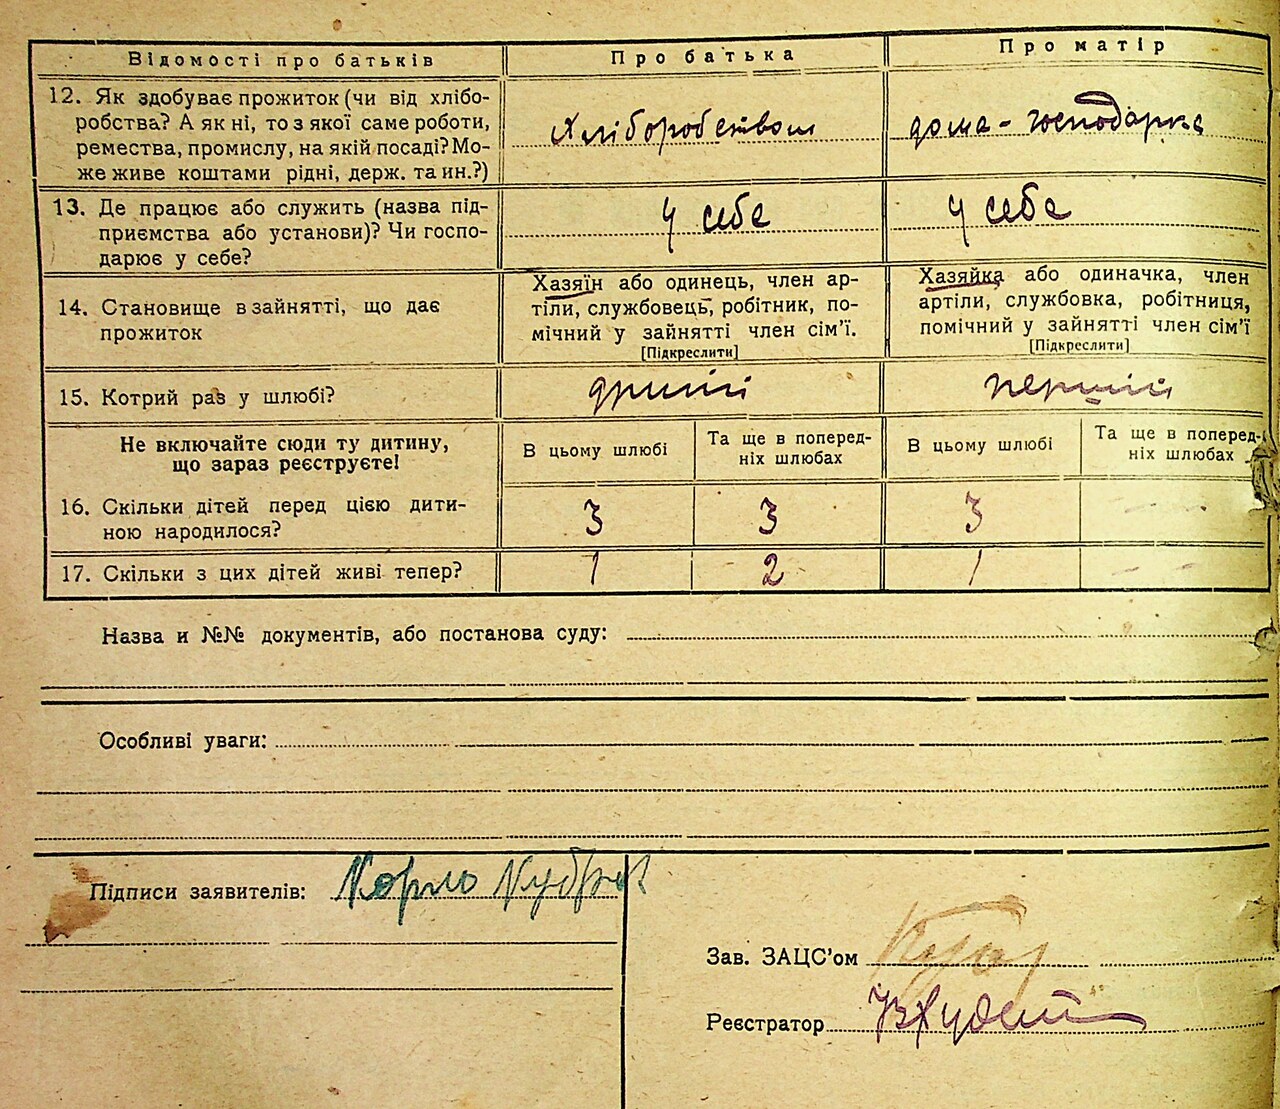 Відомості про батьків Про батька Про матір
12. Як здобуває прожиток (чи від хлібо-
робства? А як ні, то з якої саме роботи,
ремества, промислу, на якій посаді? Мо-
же живе коштами рідні, держ. та ин.?)
Хліборобством дома - господарка
13. Де працює або служить (назва під-
приємства або установи)? Чи госпо-
дарює у себе?
У себе У себе
14. Становище в зайнятті, що дає
прожиток
Хазяїн або одинець, член ар-
тіли, службовець, робітник, по-
мічний у зайнятті член сім'ї.
[Підкреслити]
Хазяйка або одиначка, член
артіли, службовка, робітниця,
помічний у зайнятті член сім'ї
[Підкреслити]
15. Котрий раз у шлюбі? першій
Не включайте сюди ту дитину,
що зараз реєструєте!
В цьому шлюбі
Та ще в поперед-
ніх шлюбах
В цьому шлюбі
Та ще в поперед-
ніх шлюбах
16. Скільки дітей перед цією дити-
ною народилося?
3 3 3 - - -
17. Скільки з цих дітей живі тепер? 1 2 1 - - -
Назва и №№ документів, або постанова суду:
Особливі уваги:
Підписи заявителів:
Зав. ЗАЦС'ом
Реєстратор